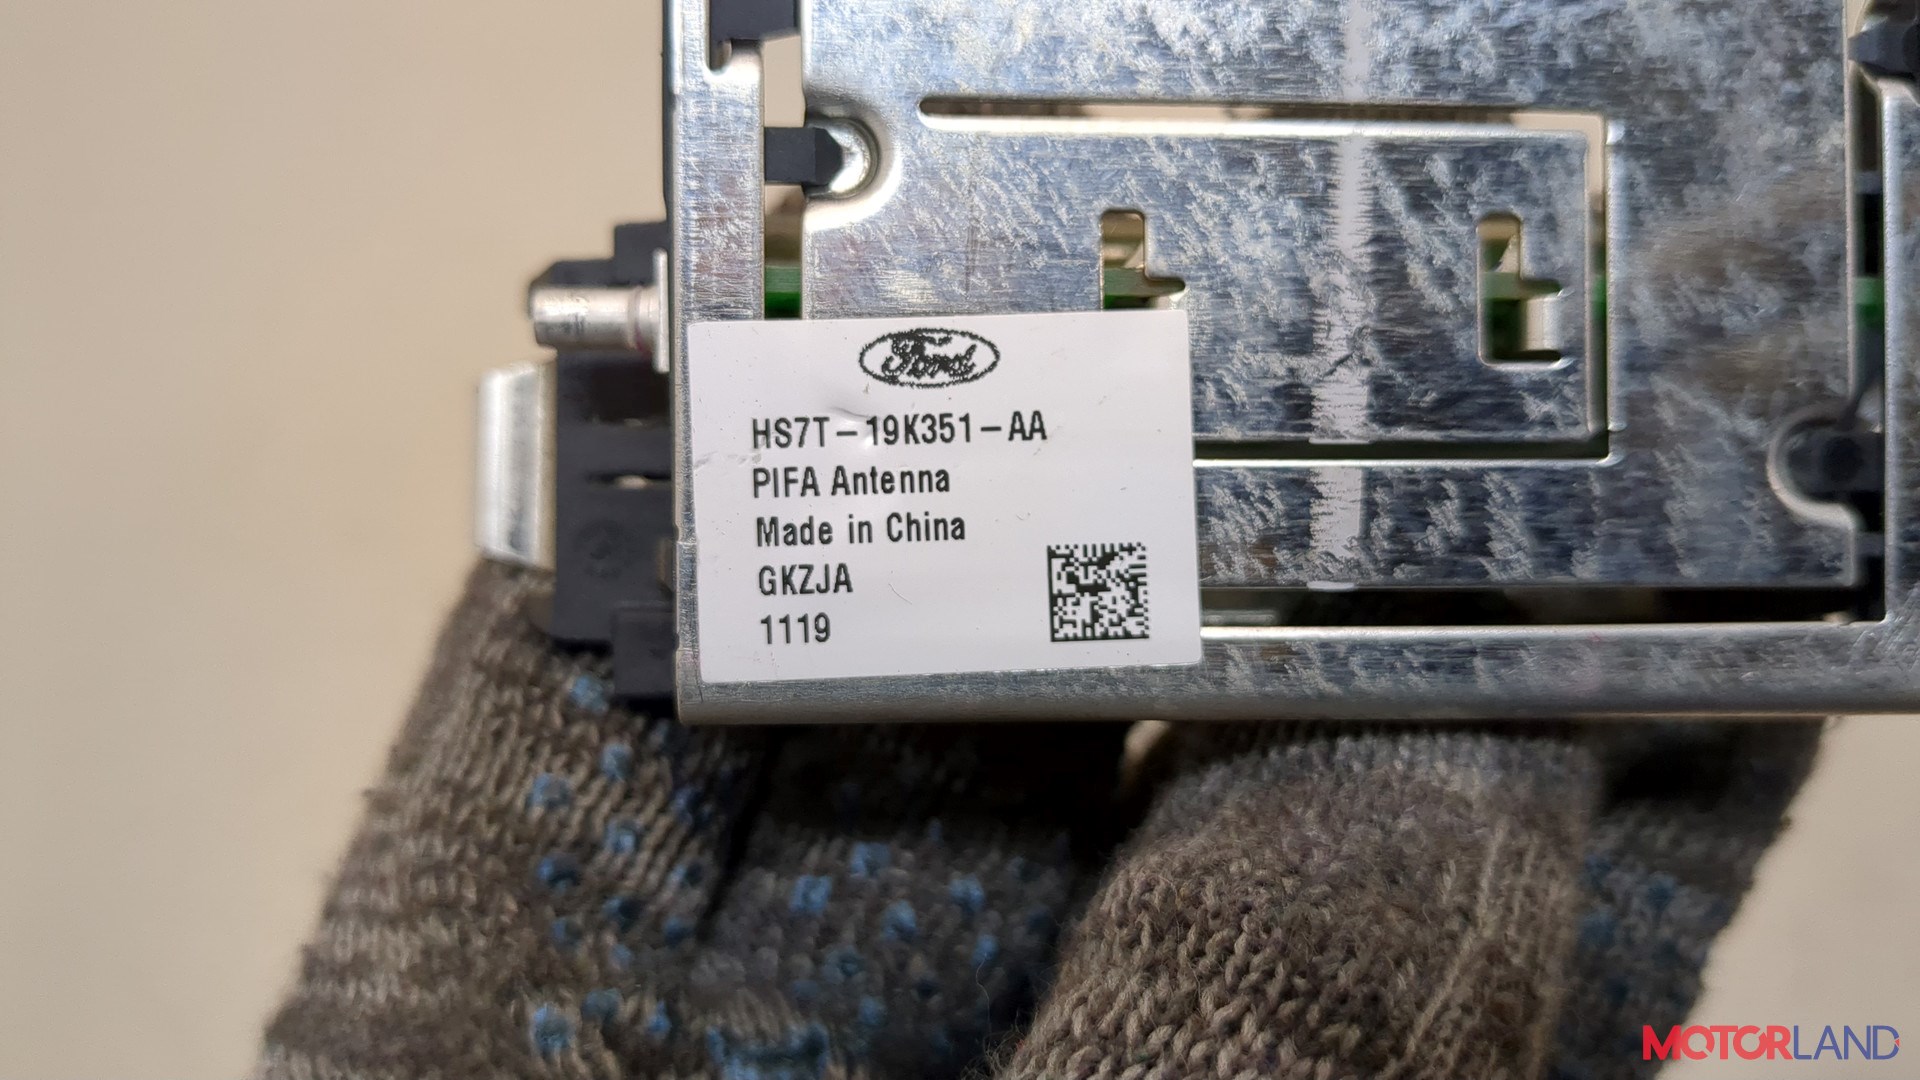 Ford
HS7T-19K351-AA
PIFA Antenna
Made in China
GKZJA
1119
MOTORLAND